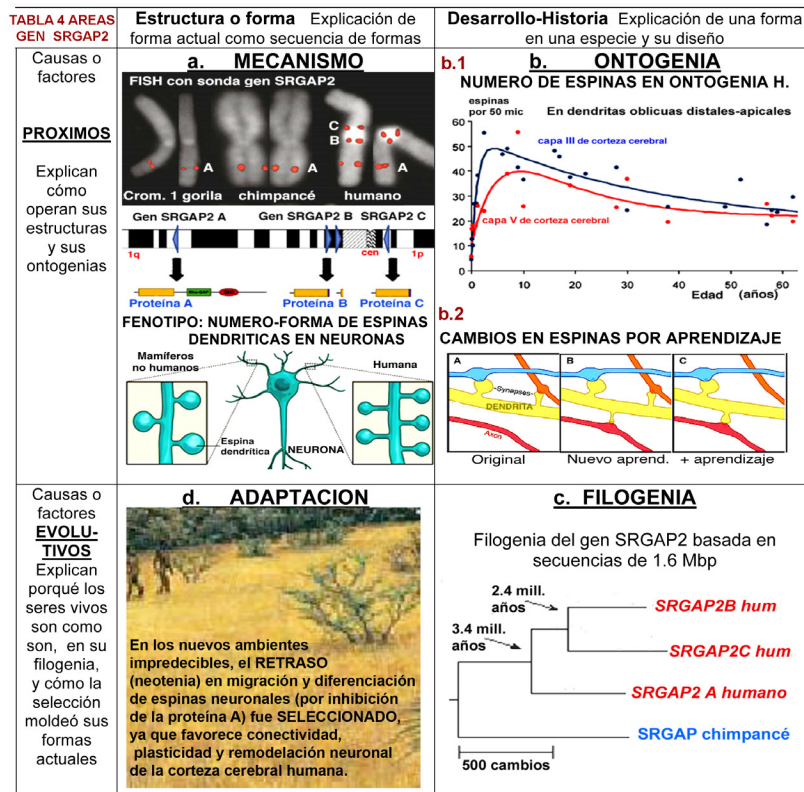 TABLA 4 AREAS
GEN SRGAP2
Estructura o forma Explicación de
forma actual como secuencia de formas
Desarrollo-Historia Explicación de una forma
en una especie y su diseño
Causas o
factores
PROXIMOS
Explican
cómo
operan sus
estructuras
y sus
ontogenias
a. MECANISMO
FISH con sonda gen SRGAP2
C
B
A
A
A
Crom. 1 gorila
chimpancé
humano
Gen SRGAP2 A
Gen SRGAP2 B
SRGAP2 C
1q
cen
1p
Proteína A
Proteína B
Proteína C
FENOTIPO: NUMERO-FORMA DE ESPINAS
DENDRITICAS EN NEURONAS
Mamíferos
no humanos
Humana
Espina
dendrítica
NEURONA
b.1
b. ONTOGENIA
NUMERO DE ESPINAS EN ONTOGENIA H.
espinas
por 50 mic
En dendritas oblicuas distales-apicales
60
50
40
30
20
10
0
capa III de corteza cerebral
capa V de corteza cerebral
0
10
20
30
40
50
60
Edad (años)
b.2
CAMBIOS EN ESPINAS POR APRENDIZAJE
A
B
C
Synapses
DENDRITA
Axon
Original
Nuevo aprend.
+ aprendizaje
Causas o
factores
EVOLU-
TIVOS
Explican
porqué los
seres vivos
son como
son, en su
filogenia,
y cómo la
selección
moldeó sus
formas
actuales
d. ADAPTACION
En los nuevos ambientes
impredecibles, el RETRASO
(neotenia) en migración y diferenciación
de espinas neuronales (por inhibición
de la proteína A) fue SELECCIONADO,
ya que favorece conectividad,
plasticidad y remodelación neuronal
de la corteza cerebral humana.
c. FILOGENIA
Filogenia del gen SRGAP2 basada en
secuencias de 1.6 Mbp
2.4 mill.
años
3.4 mill.
años
SRGAP2B hum
SRGAP2C hum
SRGAP2 A humano
SRGAP chimpancé
500 cambios